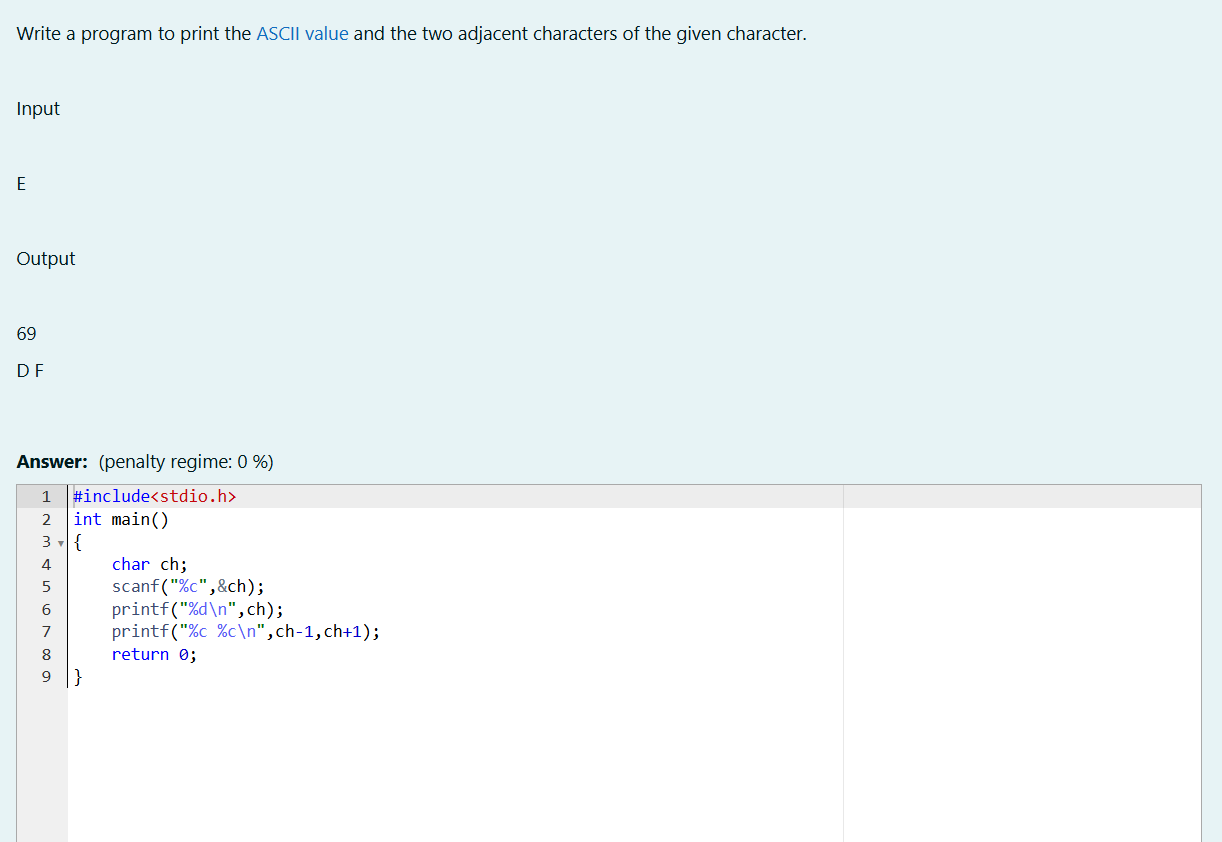 Write a program to print the ASCII value and the two adjacent characters of the given character.
Input
E
Output
69
D F
Answer: (penalty regime: 0 %)
1 #include<stdio.h>
2 int main()
3 {
4     char ch;
5     scanf("%c",&ch);
6     printf("%d\n",ch);
7     printf("%c %c\n",ch-1,ch+1);
8     return 0;
9 }